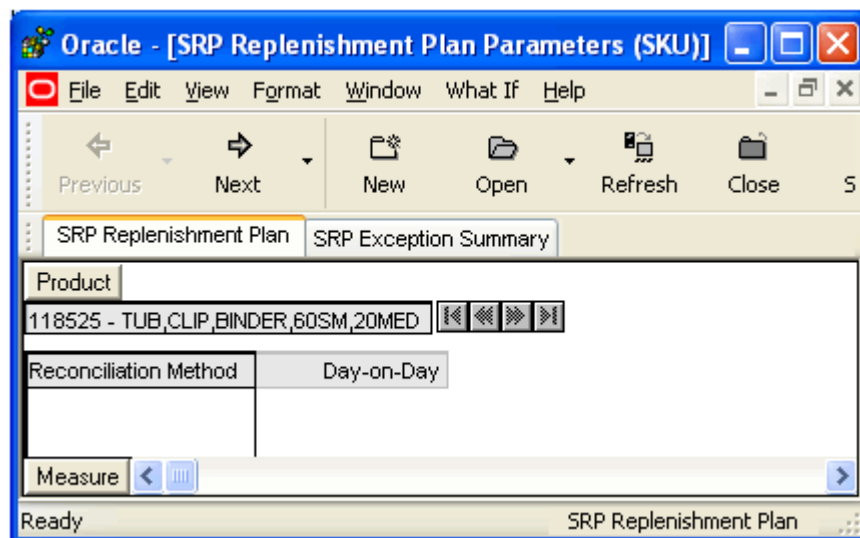 Oracle - [SRP Replenishment Plan Parameters (SKU)]
File Edit View Format Window What If Help
Previous Next New Open Refresh Close S
SRP Replenishment Plan SRP Exception Summary
Product
118525 - TUB,CLIP,BINDER,60SM,20MED
Reconciliation Method Day-on-Day
Measure
Ready SRP Replenishment Plan